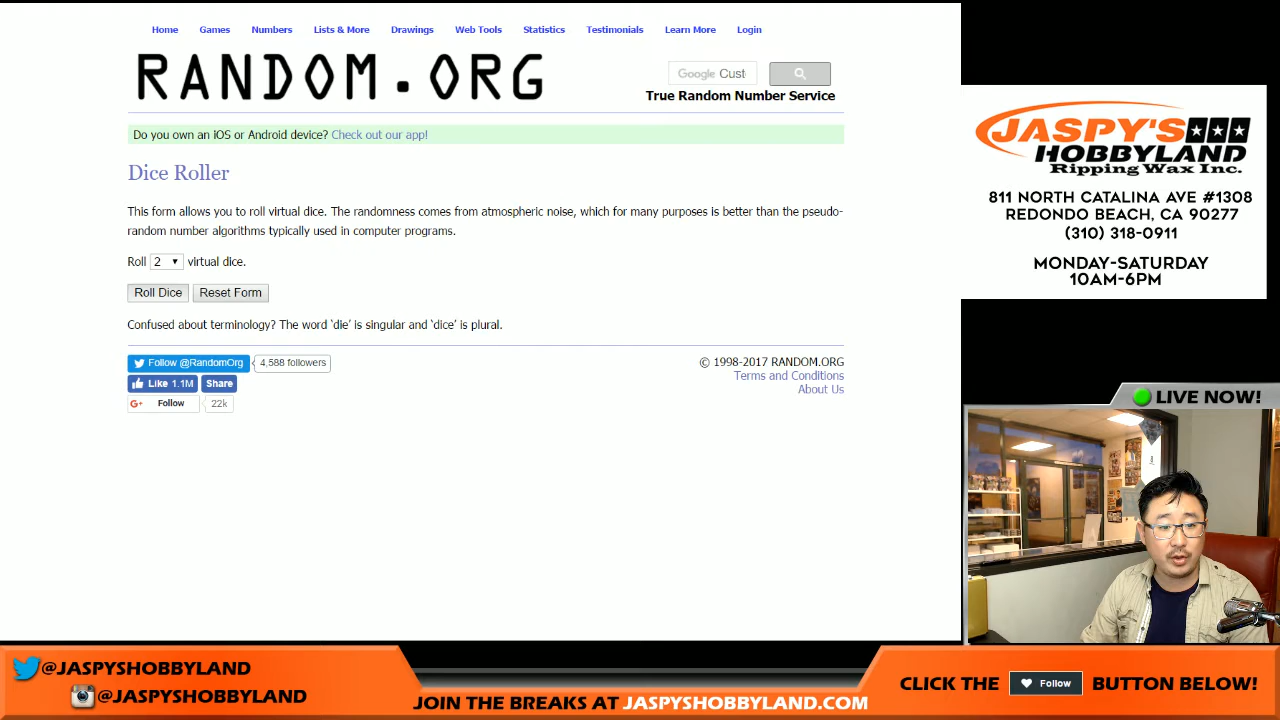 Home Games Numbers Lists & More Drawings Web Tools Statistics Testimonials Learn More Login
RANDOM.ORG
Google Cust
True Random Number Service
Do you own an iOS or Android device? Check out our app!
Dice Roller
This form allows you to roll virtual dice. The randomness comes from atmospheric noise, which for many purposes is better than the pseudo-
random number algorithms typically used in computer programs.
Roll 2 virtual dice.
Roll Dice Reset Form
Confused about terminology? The word ‘die’ is singular and ‘dice’ is plural.
Follow @RandomOrg 4,588 followers
Like 1.1M Share
G+ Follow 22k
© 1998-2017 RANDOM.ORG
Terms and Conditions
About Us
JASPY'S
HOBBYLAND
Ripping Wax Inc.
811 NORTH CATALINA AVE #1308
REDONDO BEACH, CA 90277
(310) 318-0911
MONDAY-SATURDAY
10AM-6PM
LIVE NOW!
@JASPYSHOBBYLAND
@JASPYSHOBBYLAND
JOIN THE BREAKS AT JASPYSHOBBYLAND.COM
CLICK THE Follow BUTTON BELOW!